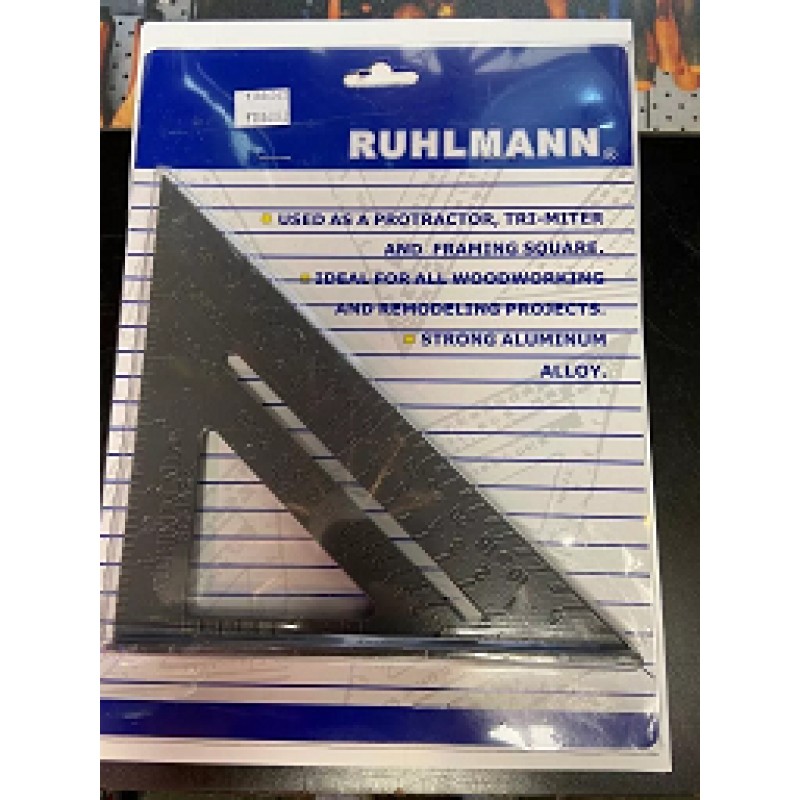 RUHLMANN®
USED AS A PROTRACTOR, TRI-MITER
AND FRAMING SQUARE.
IDEAL FOR ALL WOODWORKING
AND REMODELING PROJECTS.
STRONG ALUMINUM
ALLOY.